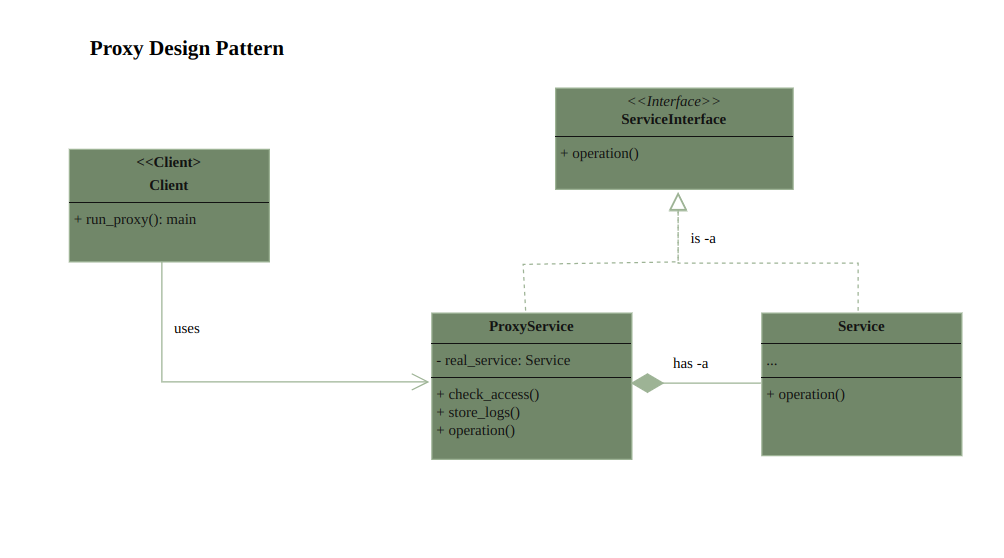 Proxy Design Pattern
<<Interface>>
ServiceInterface
+ operation()
<<Client>
Client
+ run_proxy(): main
is -a
uses
ProxyService
- real_service: Service
+ check_access()
+ store_logs()
+ operation()
has -a
Service
...
+ operation()